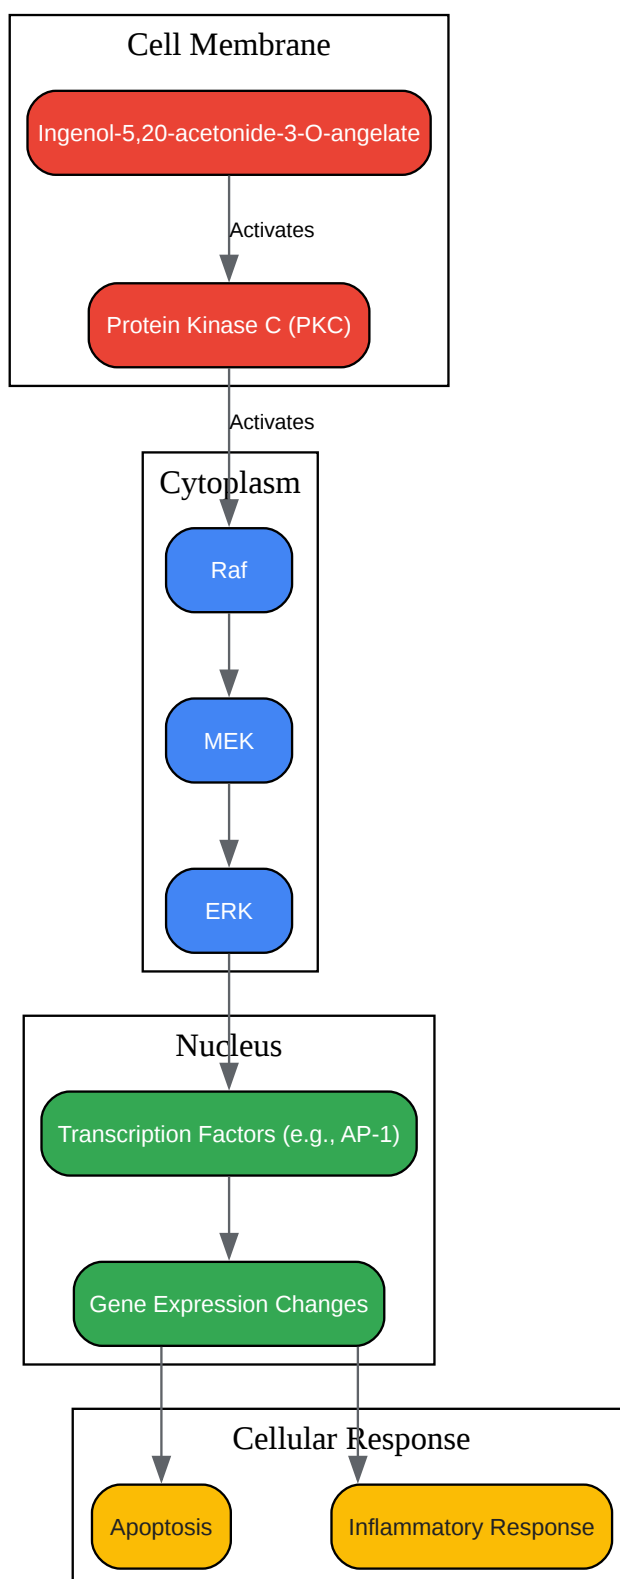 Cell Membrane
Ingenol-5,20-acetonide-3-O-angelate
Activates
Protein Kinase C (PKC)
Activates
Cytoplasm
Raf
MEK
ERK
Nucleus
Transcription Factors (e.g., AP-1)
Gene Expression Changes
Cellular Response
Apoptosis
Inflammatory Response